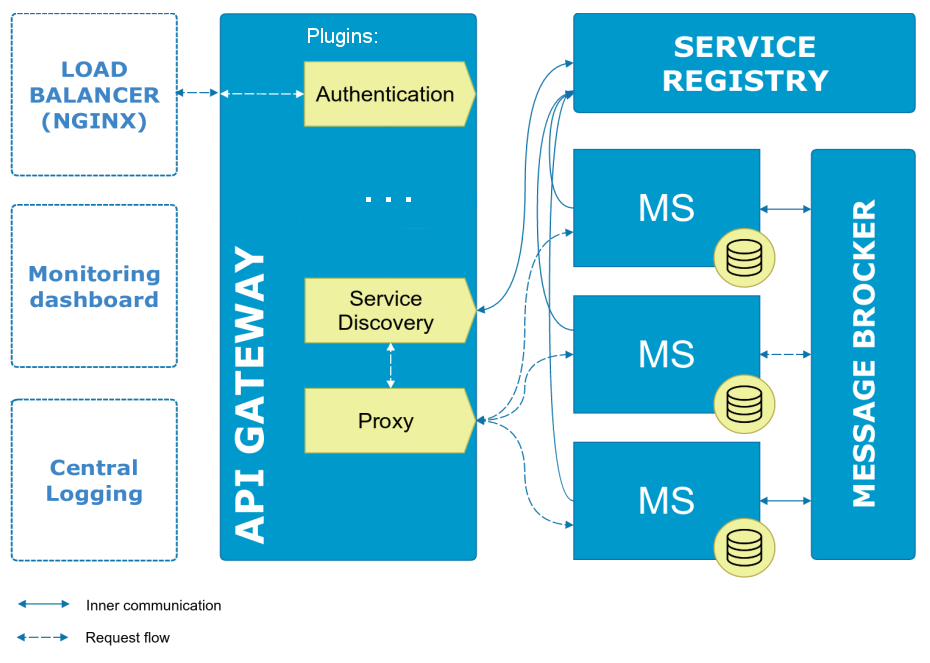 LOAD
BALANCER
(NGINX)
Monitoring
dashboard
Central
Logging
API GATEWAY
Plugins:
Authentication
...
Service
Discovery
Proxy
SERVICE
REGISTRY
MS
MS
MS
MESSAGE BROCKER
Inner communication
Request flow